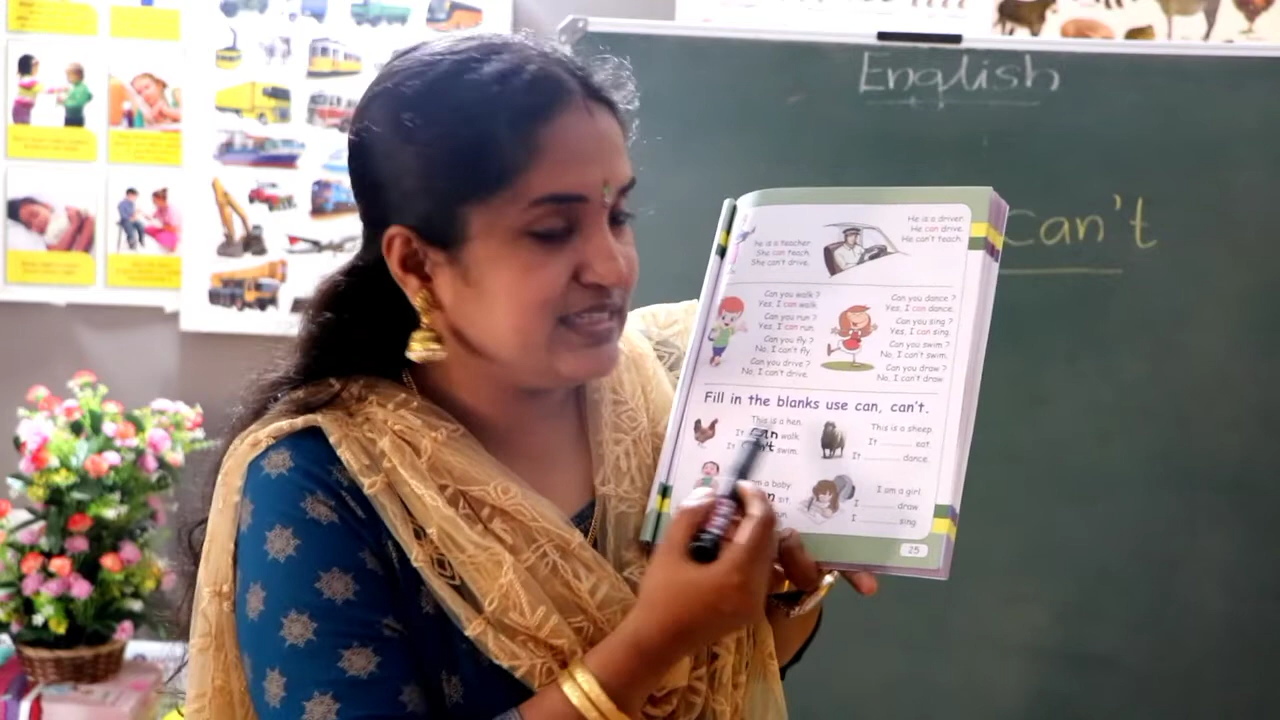 English
Can't
he is a teacher.
She can teach.
She can't drive.
He is a driver.
He can drive.
He can't teach.
Can you walk ?
Yes, I can walk.
Can you run ?
Yes, I can run.
Can you fly ?
No, I can't fly.
Can you drive ?
No, I can't drive.
Can you dance ?
Yes, I can dance.
Can you sing ?
Yes, I can sing.
Can you swim ?
No, I can't swim.
Can you draw ?
No, I can't draw
Fill in the blanks use can, can't.
This is a hen.
It can walk
It can't swim.
This is a sheep.
It ............ eat.
It ............ dance.
am a baby.
sit.
run.
I am a girl.
I ............ draw
I ............ sing
25